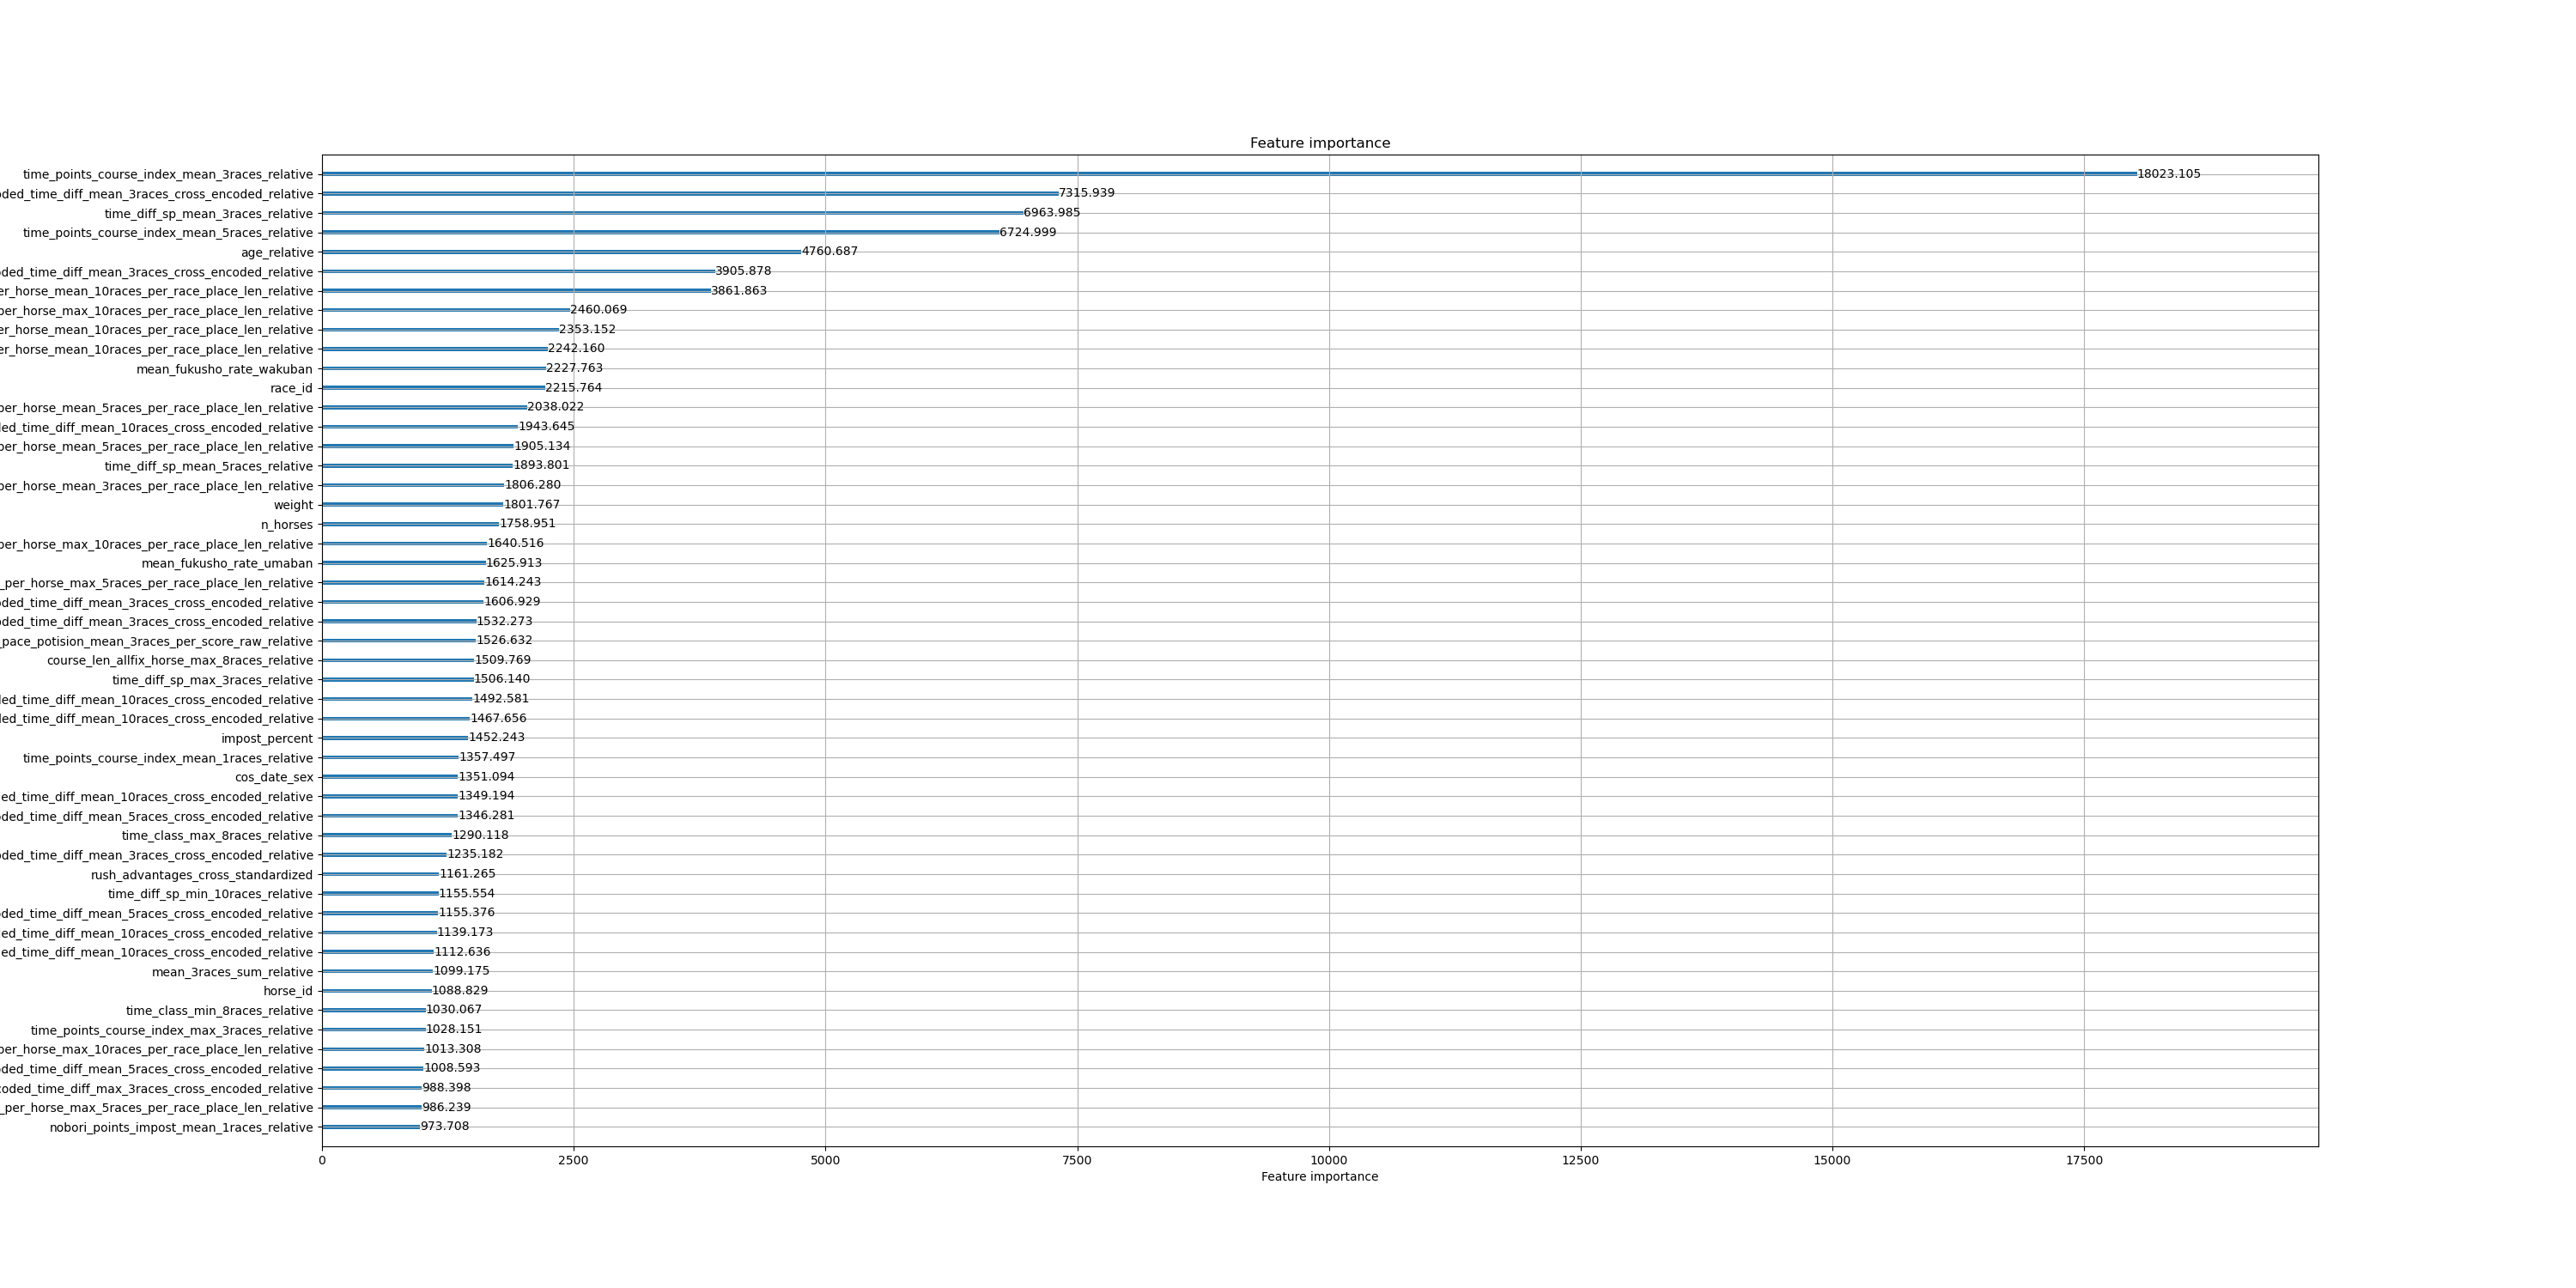 Feature importance
time_points_course_index_mean_3races_relative 18023.105
ded_time_diff_mean_3races_cross_encoded_relative 7315.939
time_diff_sp_mean_3races_relative 6963.985
time_points_course_index_mean_5races_relative 6724.999
age_relative 4760.687
ded_time_diff_mean_3races_cross_encoded_relative 3905.878
er_horse_mean_10races_per_race_place_len_relative 3861.863
per_horse_max_10races_per_race_place_len_relative 2460.069
er_horse_mean_10races_per_race_place_len_relative 2353.152
er_horse_mean_10races_per_race_place_len_relative 2242.160
mean_fukusho_rate_wakuban 2227.763
race_id 2215.764
per_horse_mean_5races_per_race_place_len_relative 2038.022
led_time_diff_mean_10races_cross_encoded_relative 1943.645
per_horse_mean_5races_per_race_place_len_relative 1905.134
time_diff_sp_mean_5races_relative 1893.801
per_horse_mean_3races_per_race_place_len_relative 1806.280
weight 1801.767
n_horses 1758.951
per_horse_max_10races_per_race_place_len_relative 1640.516
mean_fukusho_rate_umaban 1625.913
_per_horse_max_5races_per_race_place_len_relative 1614.243
ded_time_diff_mean_3races_cross_encoded_relative 1606.929
ded_time_diff_mean_3races_cross_encoded_relative 1532.273
pace_potision_mean_3races_per_score_raw_relative 1526.632
course_len_allfix_horse_max_8races_relative 1509.769
time_diff_sp_max_3races_relative 1506.140
led_time_diff_mean_10races_cross_encoded_relative 1492.581
led_time_diff_mean_10races_cross_encoded_relative 1467.656
impost_percent 1452.243
time_points_course_index_mean_1races_relative 1357.497
cos_date_sex 1351.094
ed_time_diff_mean_10races_cross_encoded_relative 1349.194
ded_time_diff_mean_5races_cross_encoded_relative 1346.281
time_class_max_8races_relative 1290.118
ded_time_diff_mean_3races_cross_encoded_relative 1235.182
rush_advantages_cross_standardized 1161.265
time_diff_sp_min_10races_relative 1155.554
ded_time_diff_mean_5races_cross_encoded_relative 1155.376
led_time_diff_mean_10races_cross_encoded_relative 1139.173
ed_time_diff_mean_10races_cross_encoded_relative 1112.636
mean_3races_sum_relative 1099.175
horse_id 1088.829
time_class_min_8races_relative 1030.067
time_points_course_index_max_3races_relative 1028.151
per_horse_max_10races_per_race_place_len_relative 1013.308
ded_time_diff_mean_5races_cross_encoded_relative 1008.593
coded_time_diff_max_3races_cross_encoded_relative 988.398
_per_horse_max_5races_per_race_place_len_relative 986.239
nobori_points_impost_mean_1races_relative 973.708
0 2500 5000 7500 10000 12500 15000 17500
Feature importance